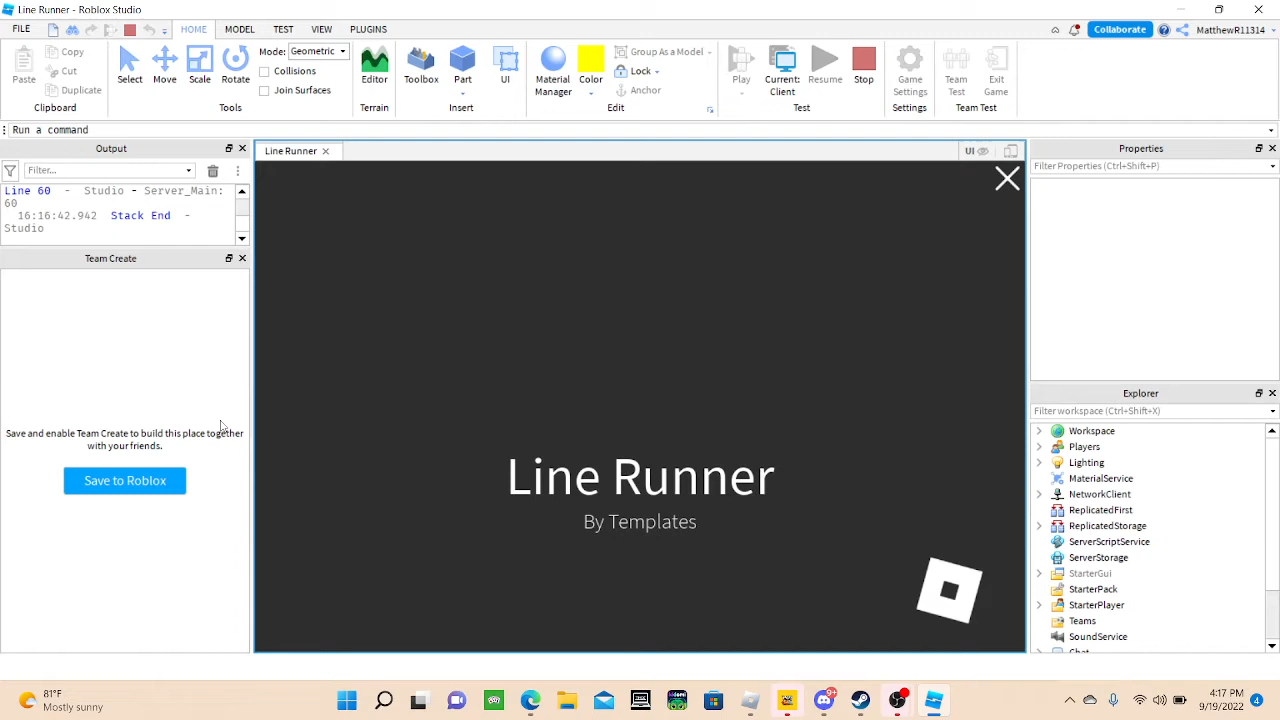 Line Runner - Roblox Studio
FILE
HOME
MODEL
TEST
VIEW
PLUGINS
Collaborate
MatthewR11314
Paste
Copy
Cut
Duplicate
Clipboard
Select
Move
Scale
Rotate
Mode: Geometric
Collisions
Join Surfaces
Tools
Editor
Terrain
Toolbox
Part
UI
Insert
Material Manager
Color
Group As a Model
Lock
Anchor
Edit
Play
Current: Client
Resume
Stop
Test
Game Settings
Settings
Team Test
Exit Game
Team Test
Run a command
Output
Filter...
Line 60 - Studio - Server_Main:
60
16:16:42.942 Stack End -
Studio
Team Create
Save and enable Team Create to build this place together
with your friends.
Save to Roblox
Line Runner
UI
Line Runner
By Templates
Properties
Filter Properties (Ctrl+Shift+P)
Explorer
Filter workspace (Ctrl+Shift+X)
Workspace
Players
Lighting
MaterialService
NetworkClient
ReplicatedFirst
ReplicatedStorage
ServerScriptService
ServerStorage
StarterGui
StarterPack
StarterPlayer
Teams
SoundService
Chat
81°F
Mostly sunny
9+
4:17 PM
9/19/2022
4